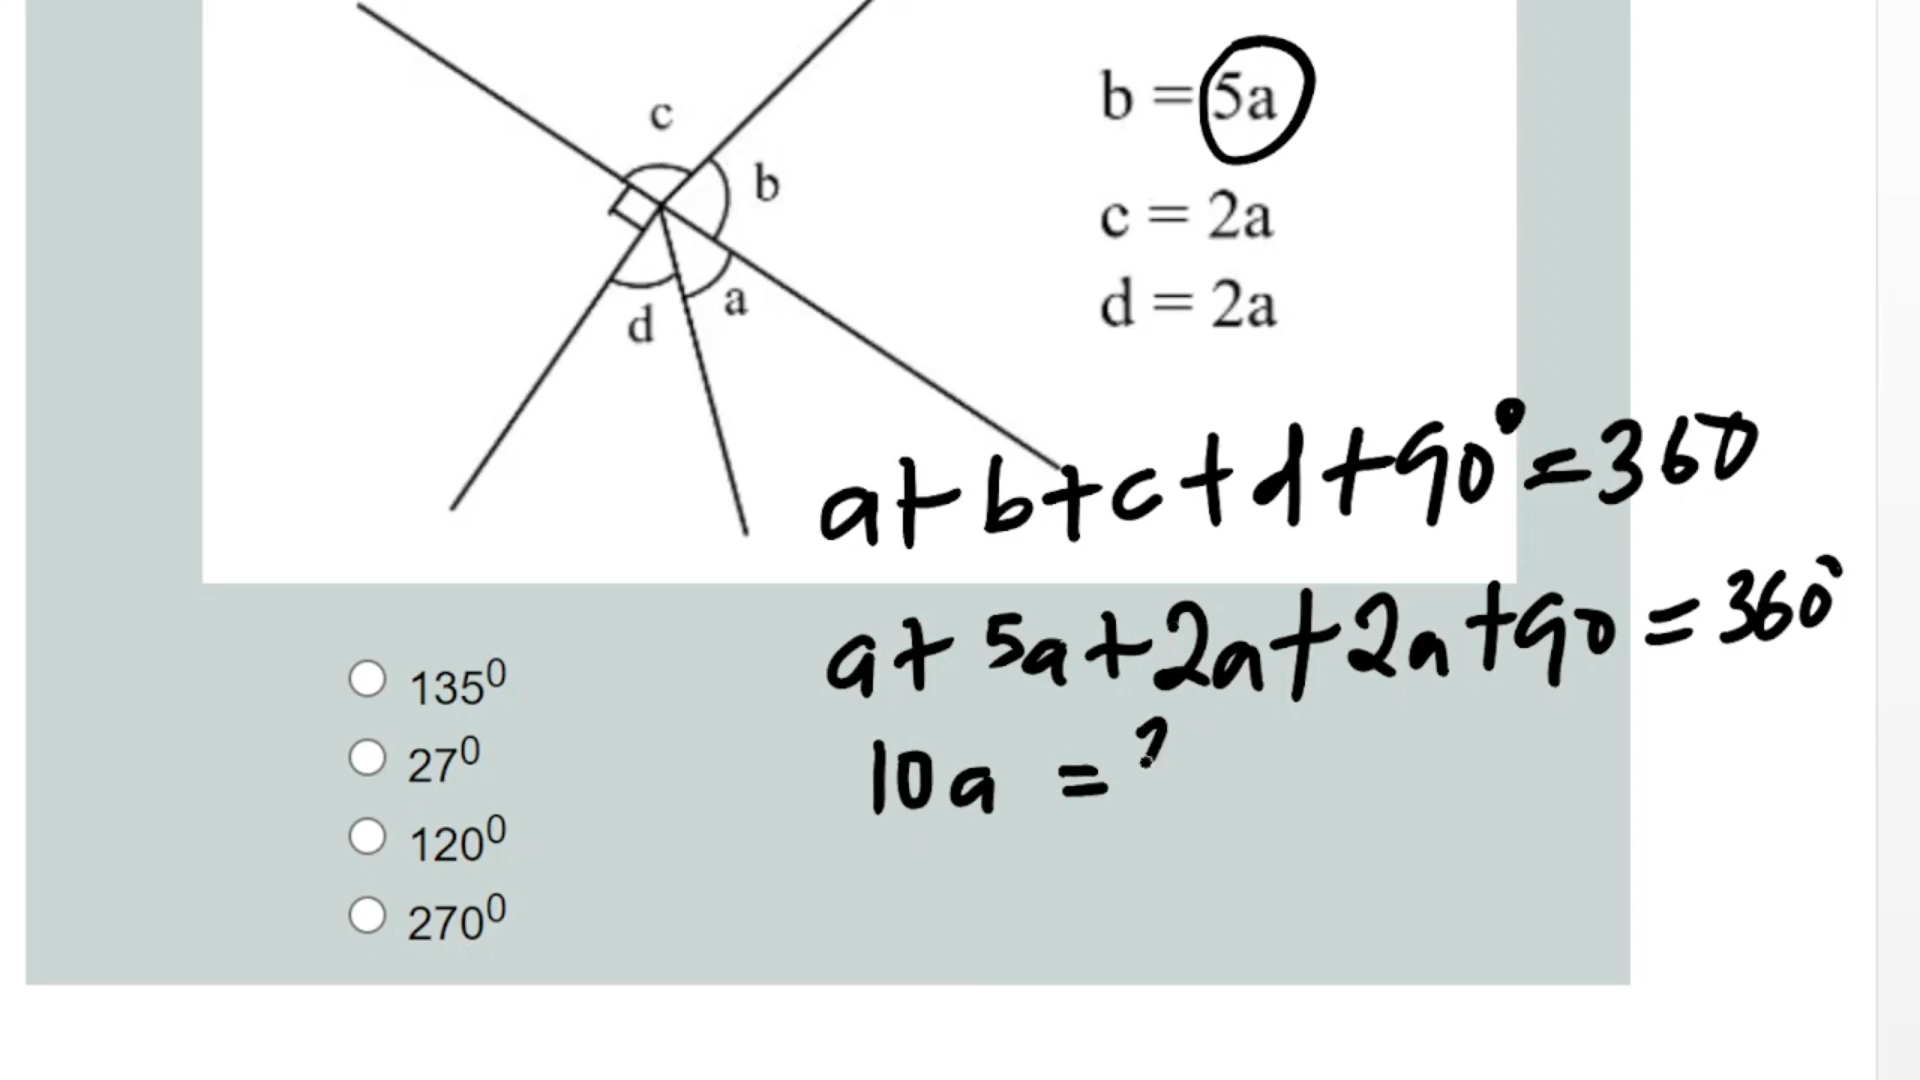 c
b
d
a
b = 5a
c = 2a
d = 2a
a+b+c+d+90°=360
a+5a+2a+2a+90=360°
10a = ?
135⁰
27⁰
120⁰
270⁰